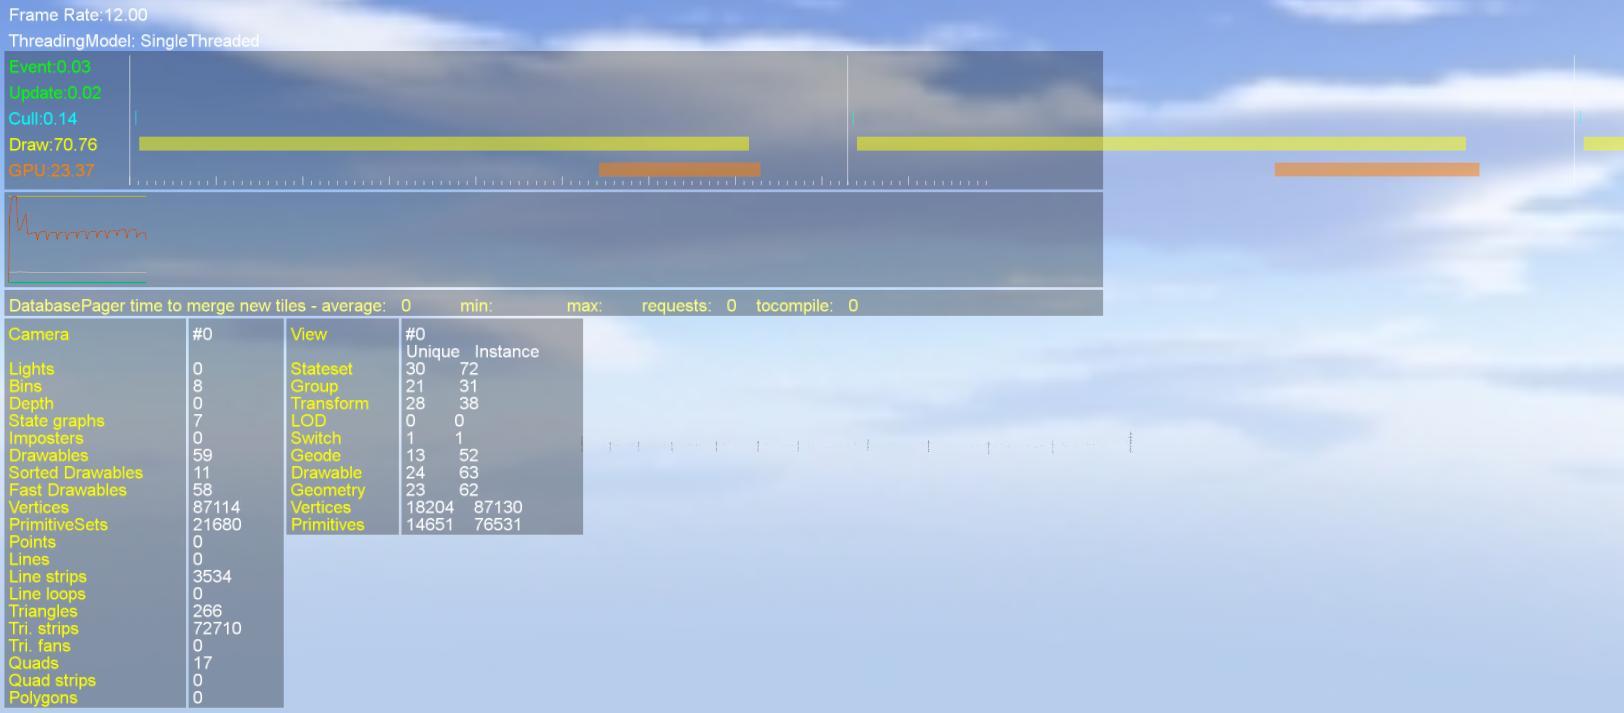 Frame Rate:12.00
ThreadingModel: SingleThreaded
Event:0.03
Update:0.02
Cull:0.14
Draw:70.76
GPU:23.37
DatabasePager time to merge new tiles - average: 0 min: max: requests: 0 tocompile: 0
Camera #0 View #0
Unique Instance
Lights 0 Stateset 30 72
Bins 8 Group 21 31
Depth 0 Transform 28 38
State graphs 7 LOD 0 0
Imposters 0 Switch 1 1
Drawables 59 Geode 13 52
Sorted Drawables 11 Drawable 24 63
Fast Drawables 58 Geometry 23 62
Vertices 87114 Vertices 18204 87130
PrimitiveSets 21680 Primitives 14651 76531
Points 0
Lines 0
Line strips 3534
Line loops 0
Triangles 266
Tri. strips 72710
Tri. fans 0
Quads 17
Quad strips 0
Polygons 0